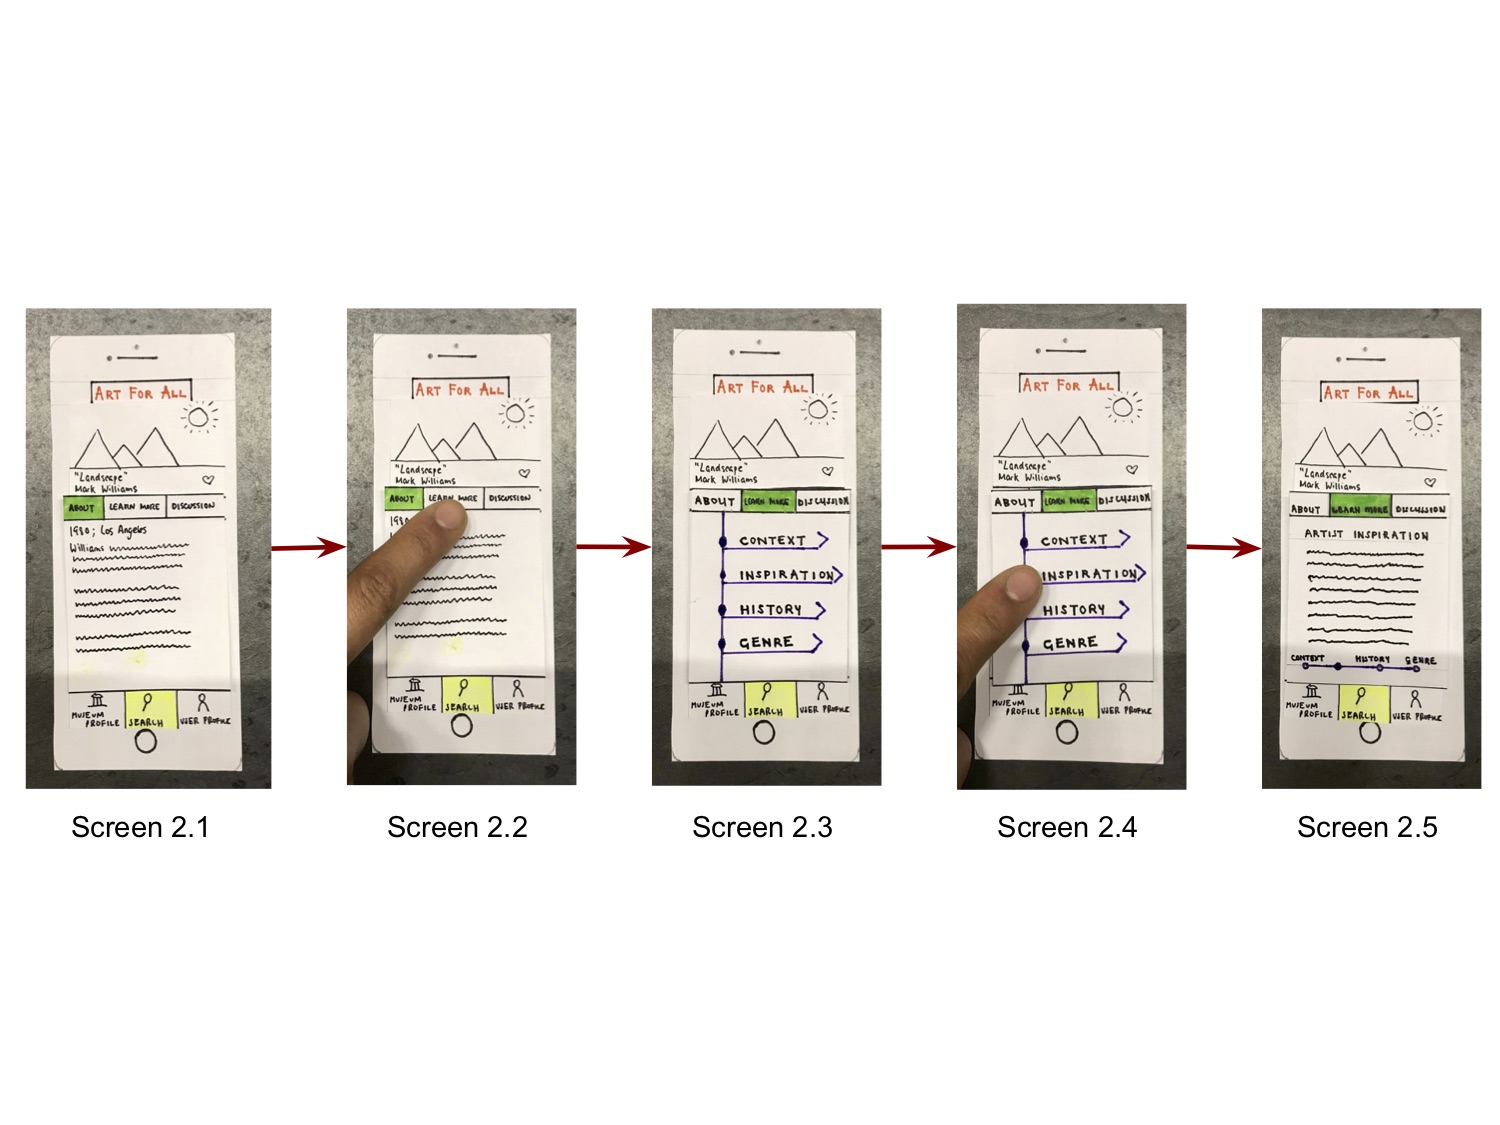 ART FOR ALL
"Landscape"
Mark Williams
ABOUT LEARN MORE DISCUSSION
1980; Los Angeles
Williams
MUSEUM PROFILE SEARCH USER PROFILE
Screen 2.1
ART FOR ALL
"Landscape"
Mark Williams
ABOUT LEARN MORE DISCUSSION
MUSEUM PROFILE SEARCH USER PROFILE
Screen 2.2
ART FOR ALL
"Landscape"
Mark Williams
ABOUT LEARN MORE DISCUSSION
CONTEXT
INSPIRATION
HISTORY
GENRE
MUSEUM PROFILE SEARCH USER PROFILE
Screen 2.3
ART FOR ALL
"Landscape"
Mark Williams
ABOUT LEARN MORE DISCUSSION
CONTEXT
INSPIRATION
HISTORY
GENRE
MUSEUM PROFILE SEARCH USER PROFILE
Screen 2.4
ART FOR ALL
"Landscape"
Mark Williams
ABOUT LEARN MORE DISCUSSION
ARTIST INSPIRATION
CONTEXT HISTORY GENRE
MUSEUM PROFILE SEARCH USER PROFILE
Screen 2.5